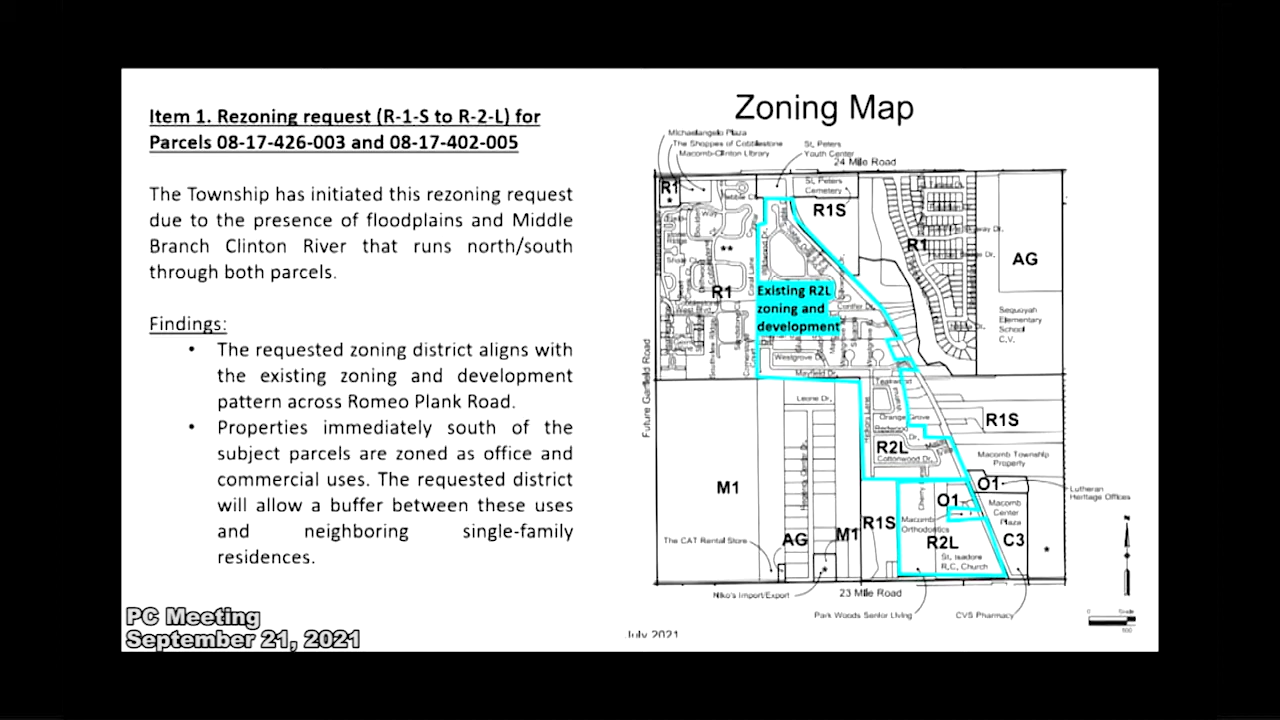 Item 1. Rezoning request (R-1-S to R-2-L) for
Parcels 08-17-426-003 and 08-17-402-005
The Township has initiated this rezoning request
due to the presence of floodplains and Middle
Branch Clinton River that runs north/south
through both parcels.
Findings:
• The requested zoning district aligns with
the existing zoning and development
pattern across Romeo Plank Road.
• Properties immediately south of the
subject parcels are zoned as office and
commercial uses. The requested district
will allow a buffer between these uses
and neighboring single-family
residences.
PC Meeting
September 21, 2021
Zoning Map
Michaelangelo Plaza
The Shoppes of Cobblestone
Macomb-Clinton Library
St. Peters
Youth Center
24 Mile Road
St. Peters
Cemetery
R1
*
R1S
**
R1
R1
AG
Existing R2L
zoning and
development
Sequoyah
Elementary
School
C.V.
Westgrove Dr.
Mayfield Dr.
Future Garfield Road
Leone Dr.
Orange Grove
R1S
R2L
Cottonwood Dr.
Macomb Township
Property
M1
O1
O1
Lutheran
Heritage Offices
Macomb
Center
Plaza
R1S
Macomb
Orthodontics
AG
M1
R2L
C3
*
The CAT Rental Store
St. Isadore
R.C. Church
*
Niko's Import/Export
23 Mile Road
Park Woods Senior Living
CVS Pharmacy
0
Scale
July 2021